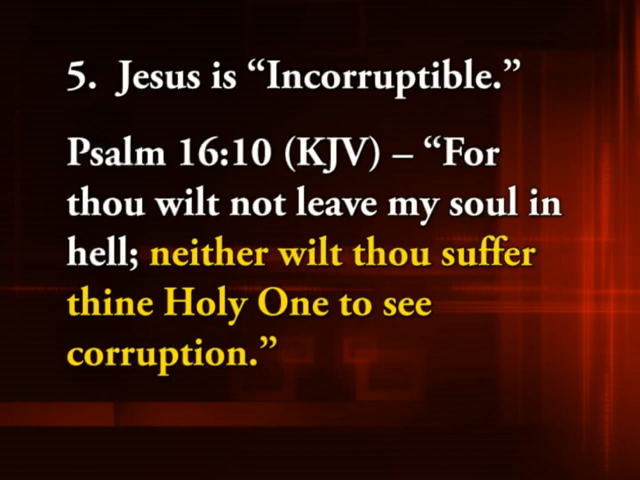 5. Jesus is “Incorruptible.”
Psalm 16:10 (KJV) – “For
thou wilt not leave my soul in
hell; neither wilt thou suffer
thine Holy One to see
corruption.”